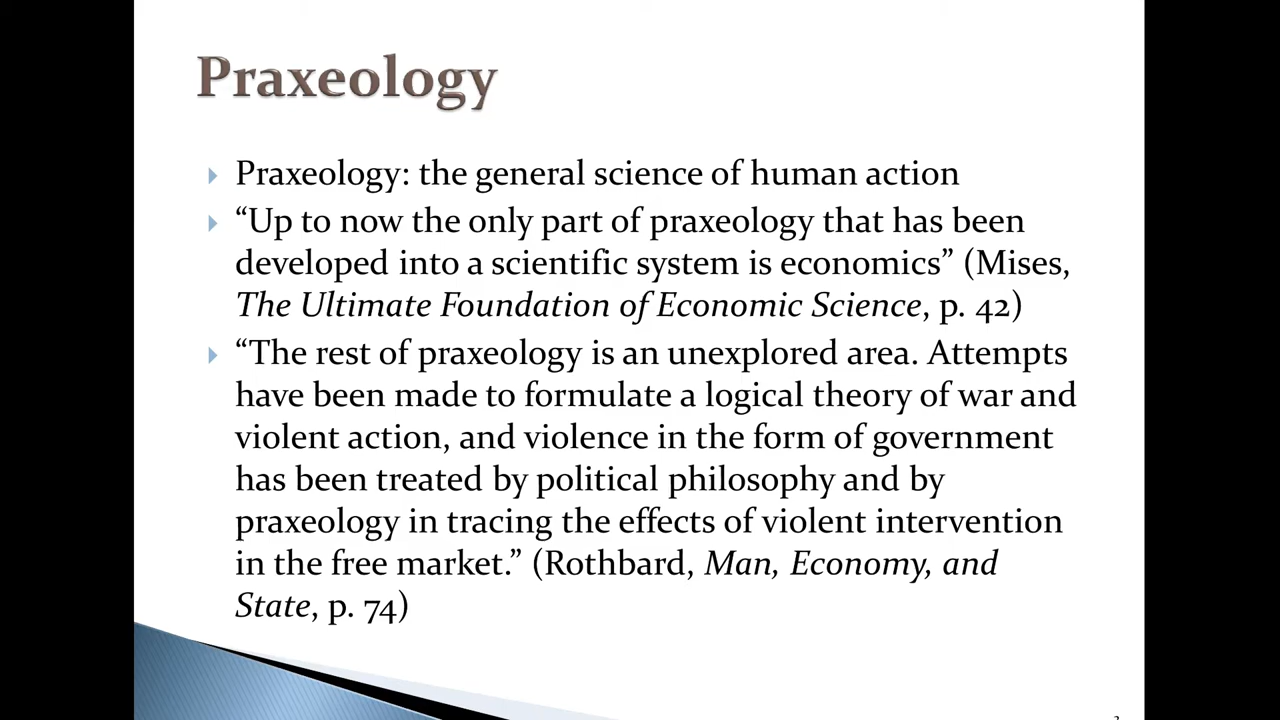 Praxeology
Praxeology: the general science of human action
“Up to now the only part of praxeology that has been
developed into a scientific system is economics” (Mises,
The Ultimate Foundation of Economic Science, p. 42)
“The rest of praxeology is an unexplored area. Attempts
have been made to formulate a logical theory of war and
violent action, and violence in the form of government
has been treated by political philosophy and by
praxeology in tracing the effects of violent intervention
in the free market.” (Rothbard, Man, Economy, and
State, p. 74)